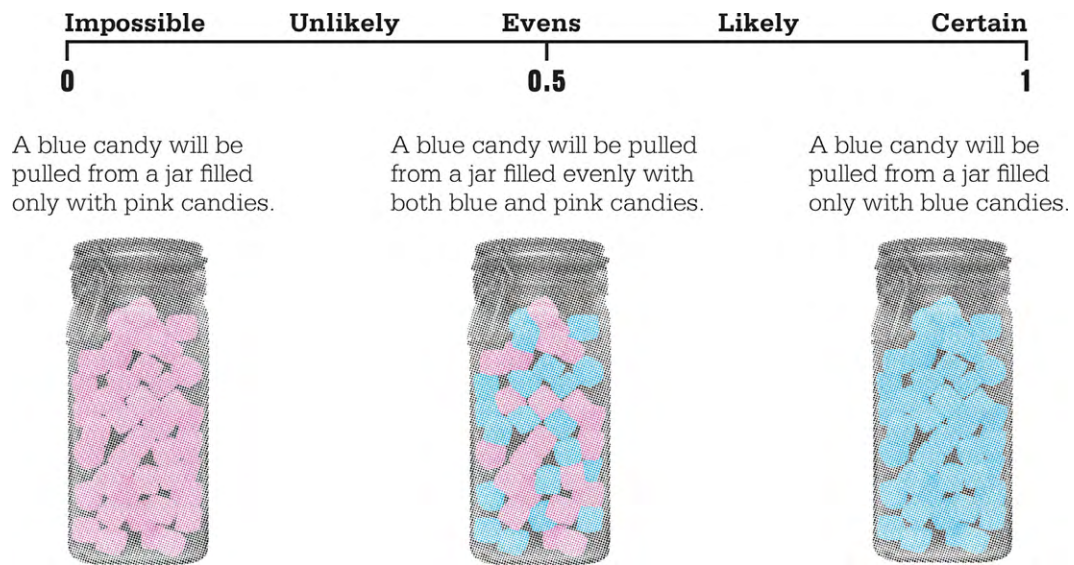 Impossible Unlikely Evens Likely Certain
0 0.5 1
A blue candy will be
pulled from a jar filled
only with pink candies.
A blue candy will be pulled
from a jar filled evenly with
both blue and pink candies.
A blue candy will be
pulled from a jar filled
only with blue candies.